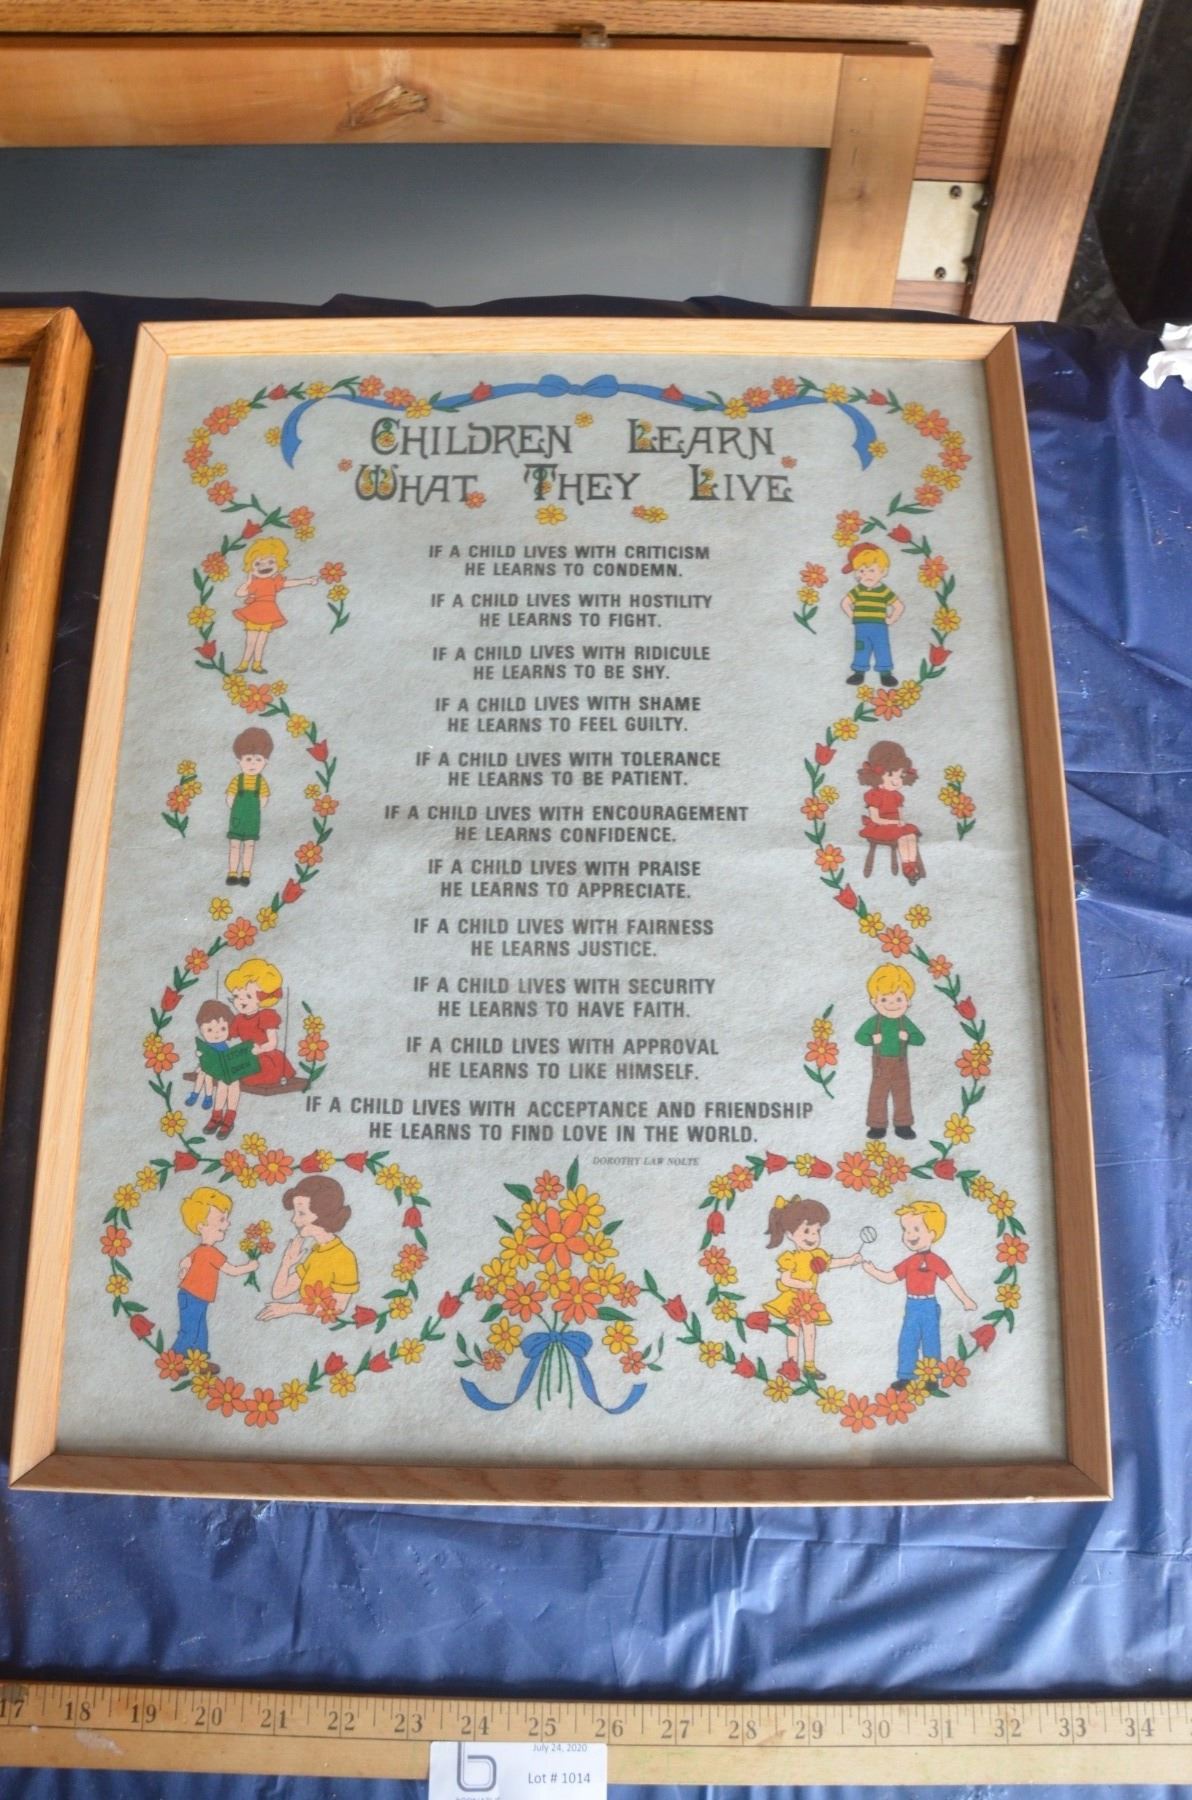 CHILDREN LEARN
WHAT THEY LIVE
IF A CHILD LIVES WITH CRITICISM
HE LEARNS TO CONDEMN.
IF A CHILD LIVES WITH HOSTILITY
HE LEARNS TO FIGHT.
IF A CHILD LIVES WITH RIDICULE
HE LEARNS TO BE SHY.
IF A CHILD LIVES WITH SHAME
HE LEARNS TO FEEL GUILTY.
IF A CHILD LIVES WITH TOLERANCE
HE LEARNS TO BE PATIENT.
IF A CHILD LIVES WITH ENCOURAGEMENT
HE LEARNS CONFIDENCE.
IF A CHILD LIVES WITH PRAISE
HE LEARNS TO APPRECIATE.
IF A CHILD LIVES WITH FAIRNESS
HE LEARNS JUSTICE.
IF A CHILD LIVES WITH SECURITY
HE LEARNS TO HAVE FAITH.
STORY
BOOK
IF A CHILD LIVES WITH APPROVAL
HE LEARNS TO LIKE HIMSELF.
IF A CHILD LIVES WITH ACCEPTANCE AND FRIENDSHIP
HE LEARNS TO FIND LOVE IN THE WORLD.
DOROTHY LAW NOLTE
17 18 19 20 21 22 23 24 25 26 27 28 29 30 31 32 33 34
July 24, 2020
Lot # 1014